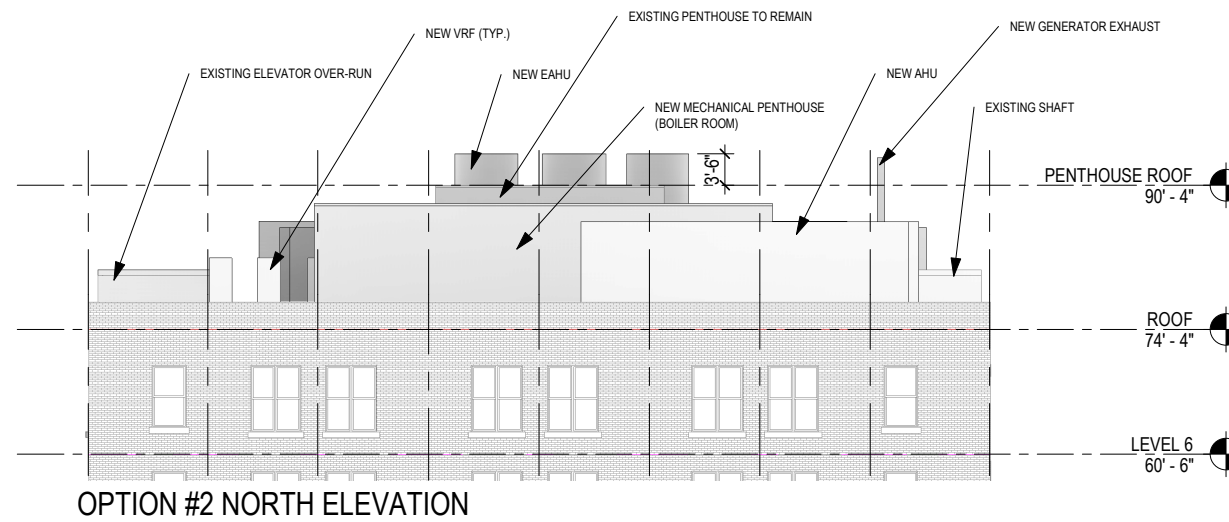 EXISTING PENTHOUSE TO REMAIN
NEW VRF (TYP.)
NEW GENERATOR EXHAUST
EXISTING ELEVATOR OVER-RUN
NEW EAHU
NEW AHU
NEW MECHANICAL PENTHOUSE
(BOILER ROOM)
EXISTING SHAFT
3'-6"
PENTHOUSE ROOF
90' - 4"
ROOF
74' - 4"
LEVEL 6
60' - 6"
OPTION #2 NORTH ELEVATION